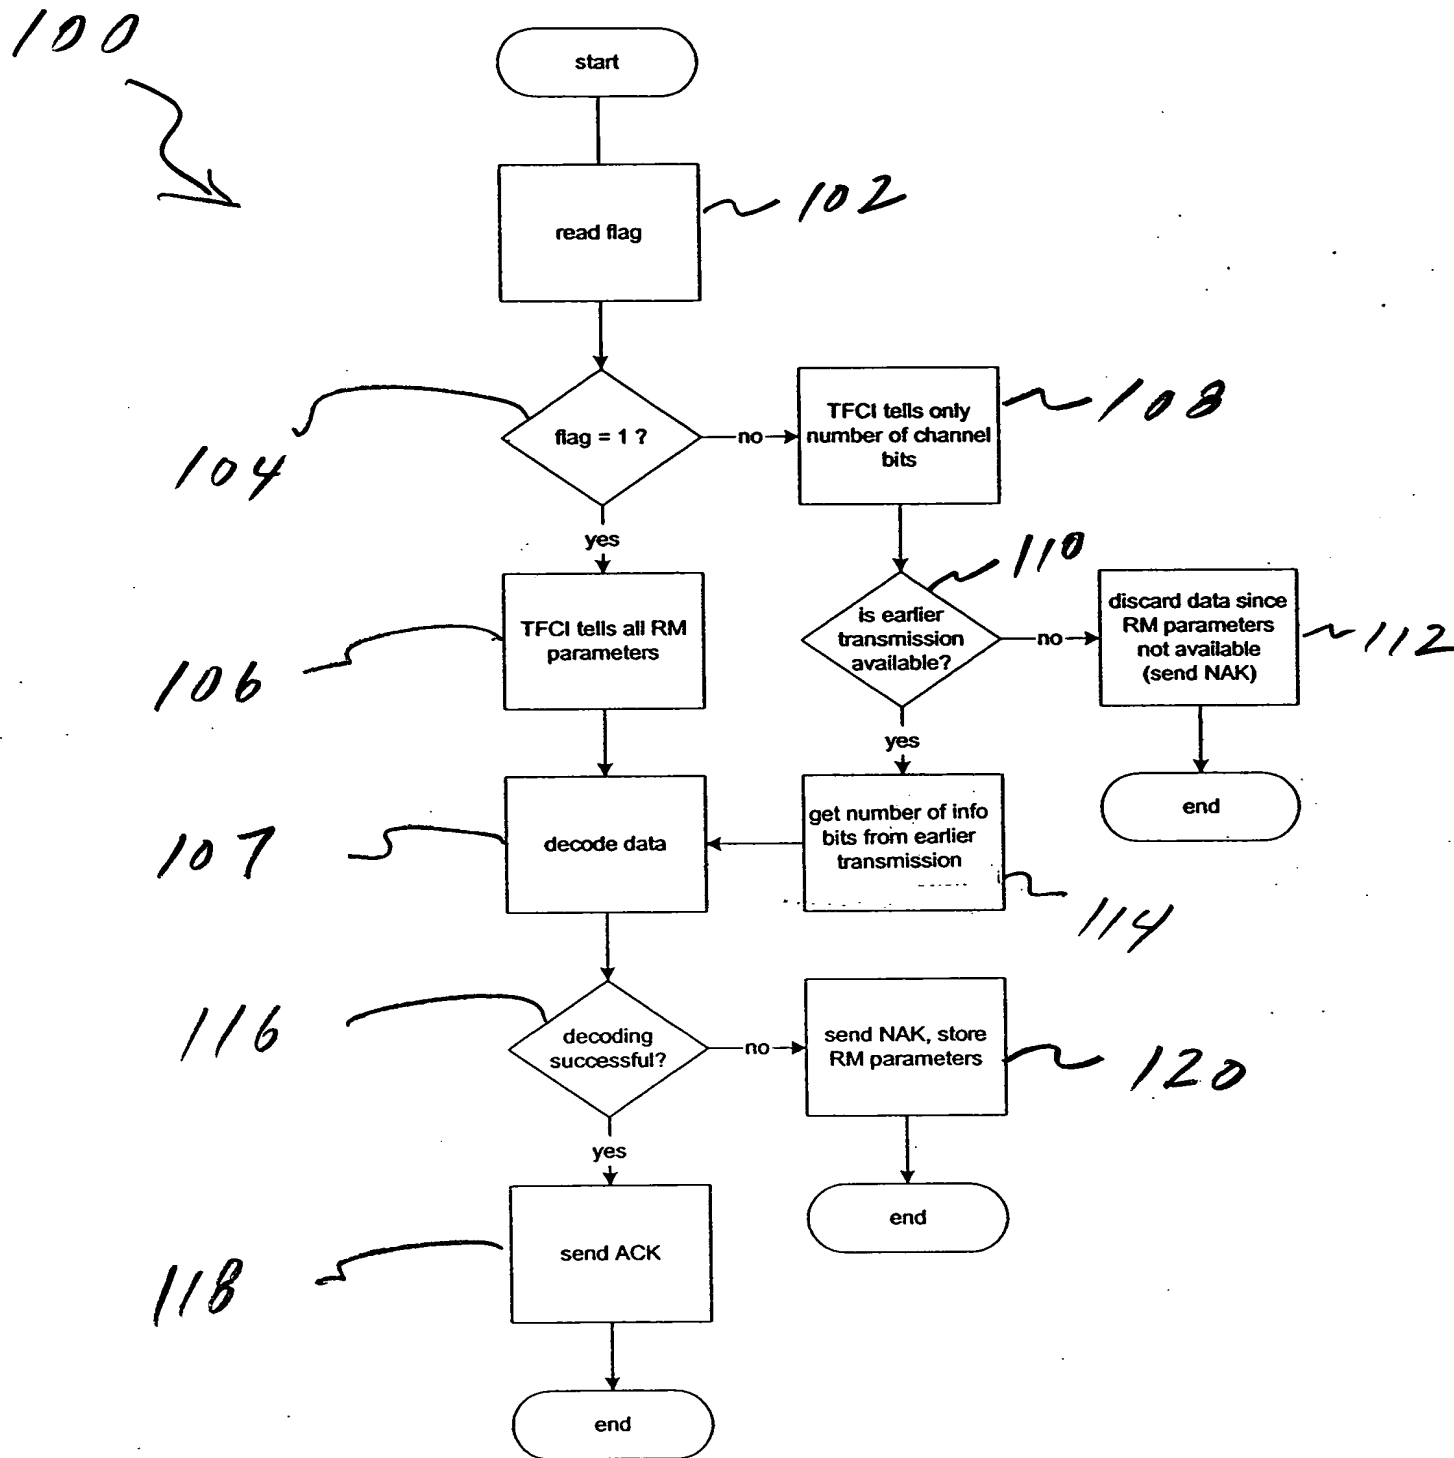 100
start
read flag
102
flag = 1 ?
no
TFCI tells only
number of channel
bits
108
104
yes
110
TFCI tells all RM
parameters
106
is earlier
transmission
available?
no
discard data since
RM parameters
not available
(send NAK)
112
yes
end
decode data
107
get number of info
bits from earlier
transmission
114
116
decoding
successful?
no
send NAK, store
RM parameters
120
yes
send ACK
118
end
end